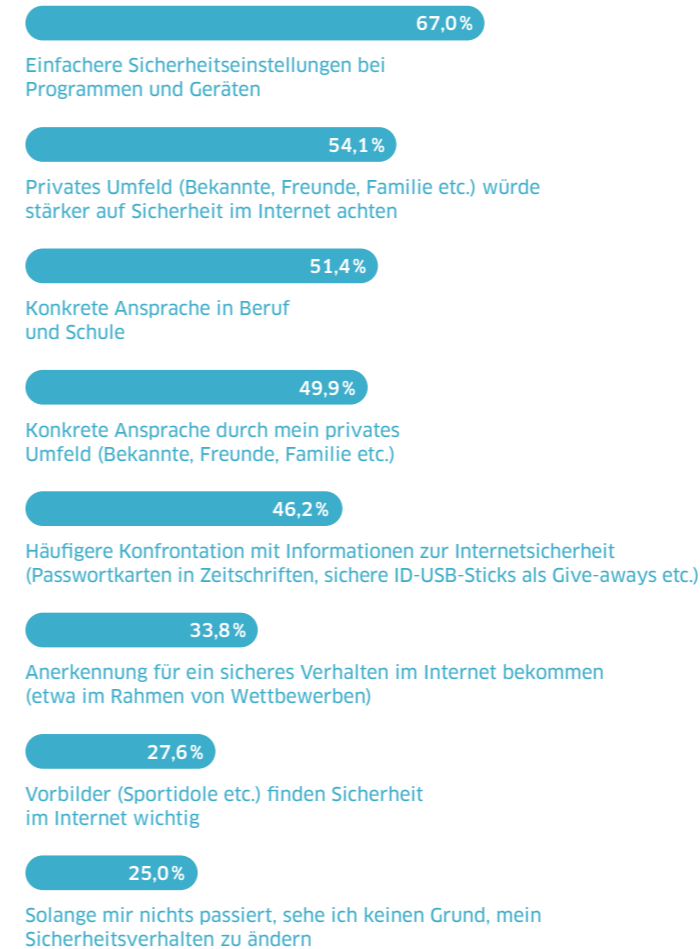 67,0 %
Einfachere Sicherheitseinstellungen bei
Programmen und Geräten
54,1 %
Privates Umfeld (Bekannte, Freunde, Familie etc.) würde
stärker auf Sicherheit im Internet achten
51,4 %
Konkrete Ansprache in Beruf
und Schule
49,9 %
Konkrete Ansprache durch mein privates
Umfeld (Bekannte, Freunde, Familie etc.)
46,2 %
Häufigere Konfrontation mit Informationen zur Internetsicherheit
(Passwortkarten in Zeitschriften, sichere ID-USB-Sticks als Give-aways etc.)
33,8 %
Anerkennung für ein sicheres Verhalten im Internet bekommen
(etwa im Rahmen von Wettbewerben)
27,6 %
Vorbilder (Sportidole etc.) finden Sicherheit
im Internet wichtig
25,0 %
Solange mir nichts passiert, sehe ich keinen Grund, mein
Sicherheitsverhalten zu ändern